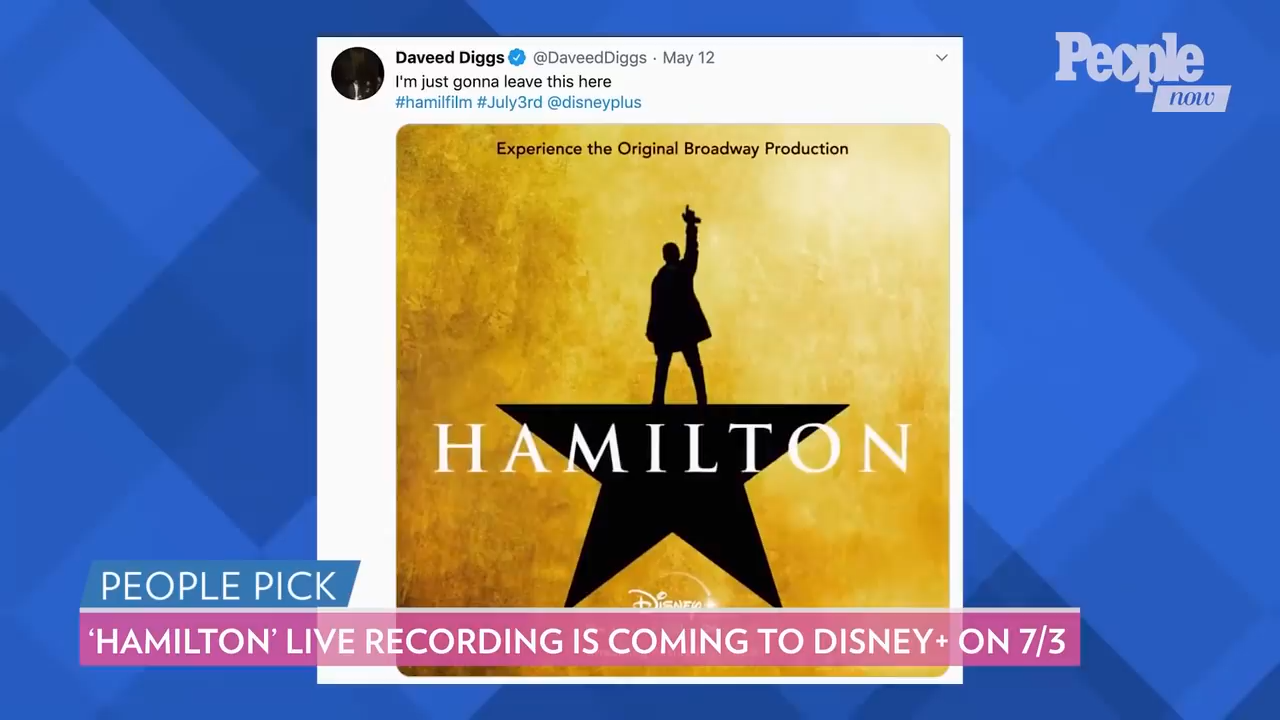 Daveed Diggs @DaveedDiggs · May 12
I'm just gonna leave this here
#hamilfilm #July3rd @disneyplus
People
now
Experience the Original Broadway Production
HAMILTON
Disney
PEOPLE PICK
‘HAMILTON’ LIVE RECORDING IS COMING TO DISNEY+ ON 7/3